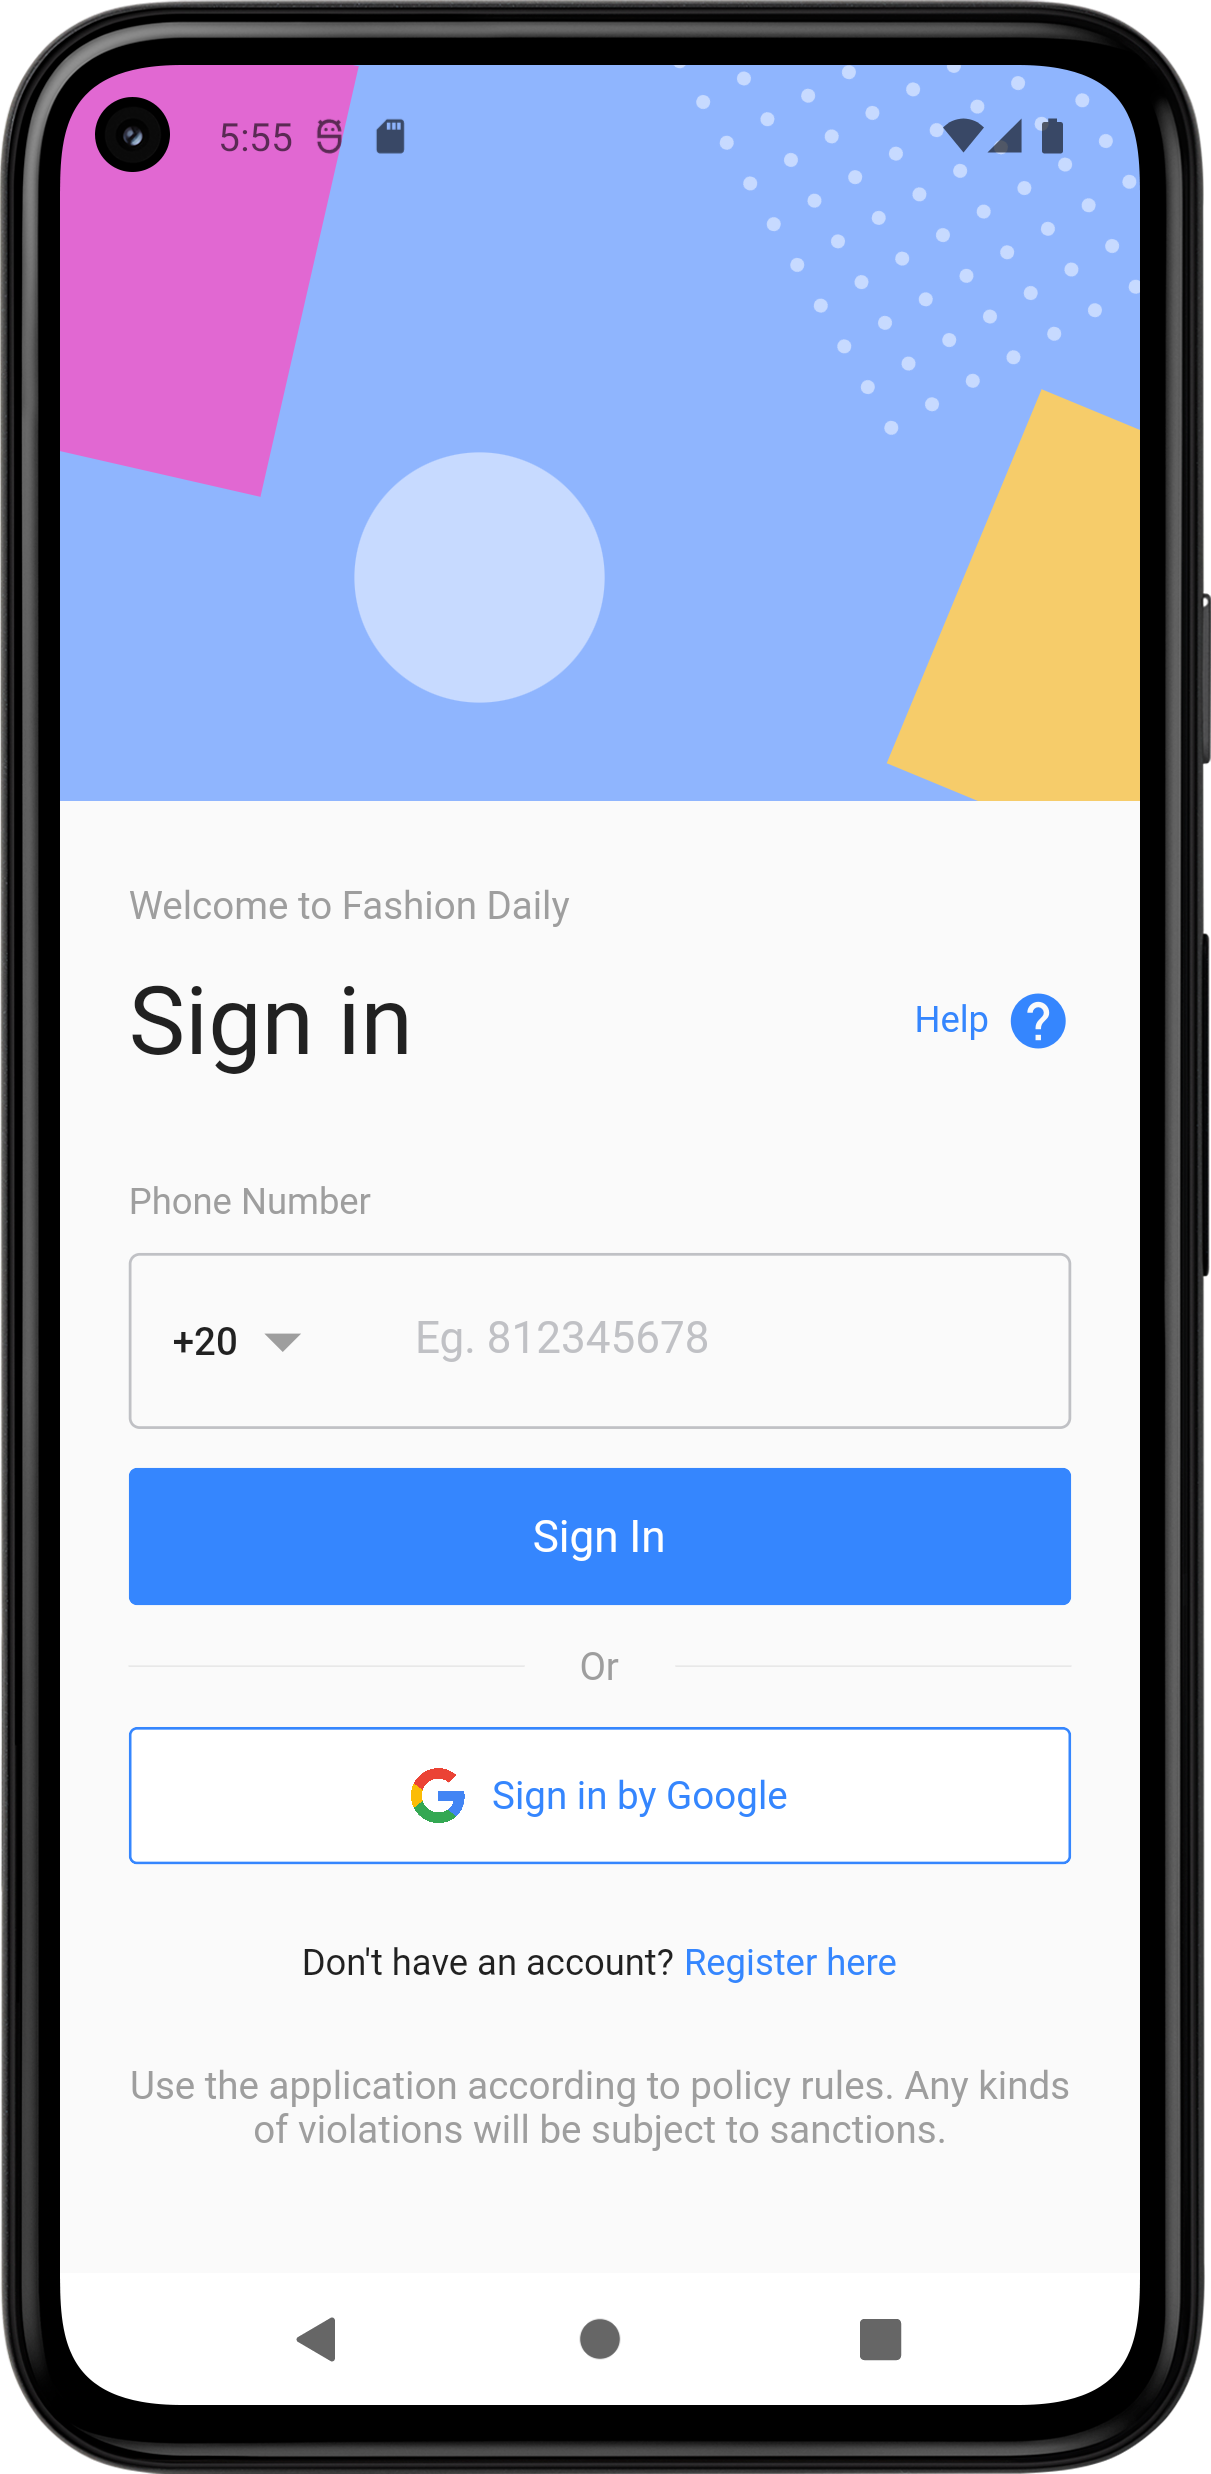 5:55
Welcome to Fashion Daily
Sign in
Help ?
Phone Number
+20 Eg. 812345678
Sign In
Or
Sign in by Google
Don't have an account? Register here
Use the application according to policy rules. Any kinds
of violations will be subject to sanctions.